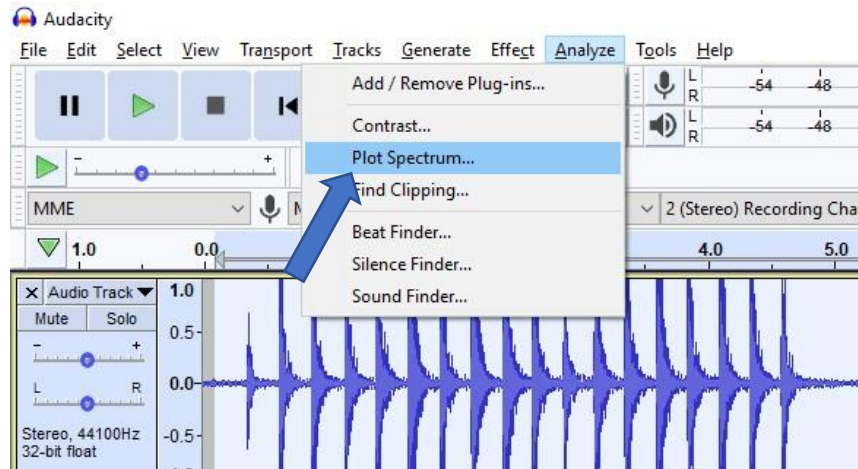 Audacity
File Edit Select View Transport Tracks Generate Effect Analyze Tools Help
Add / Remove Plug-ins...
L
R
-54 -48
Contrast...
L
R
-54 -48
- +
Plot Spectrum...
Find Clipping...
MME
2 (Stereo) Recording Cha
Beat Finder...
1.0 0.0 4.0 5.0
Silence Finder...
Sound Finder...
X Audio Track 1.0
Mute Solo
0.5
- +
L R
0.0
Stereo, 44100Hz
-0.5
32-bit float